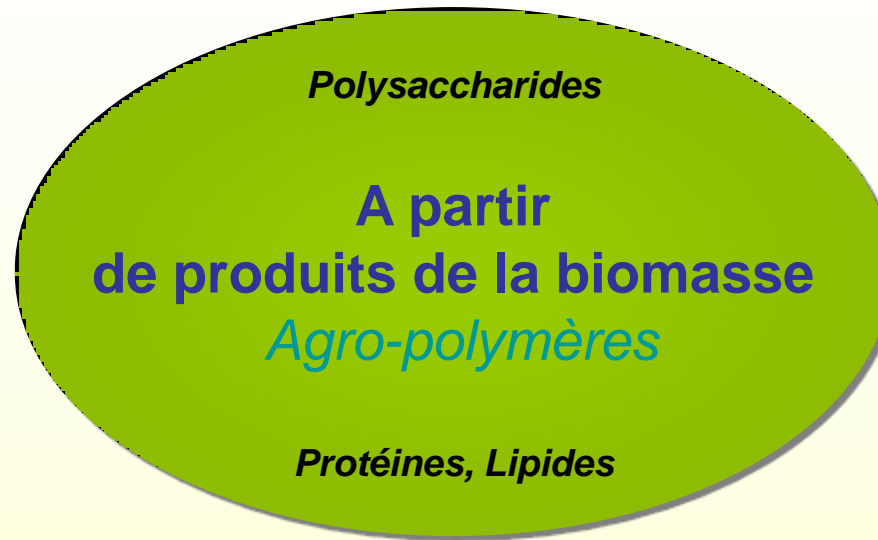 Polysaccharides
A partir
de produits de la biomasse
Agro-polymères
Protéines, Lipides